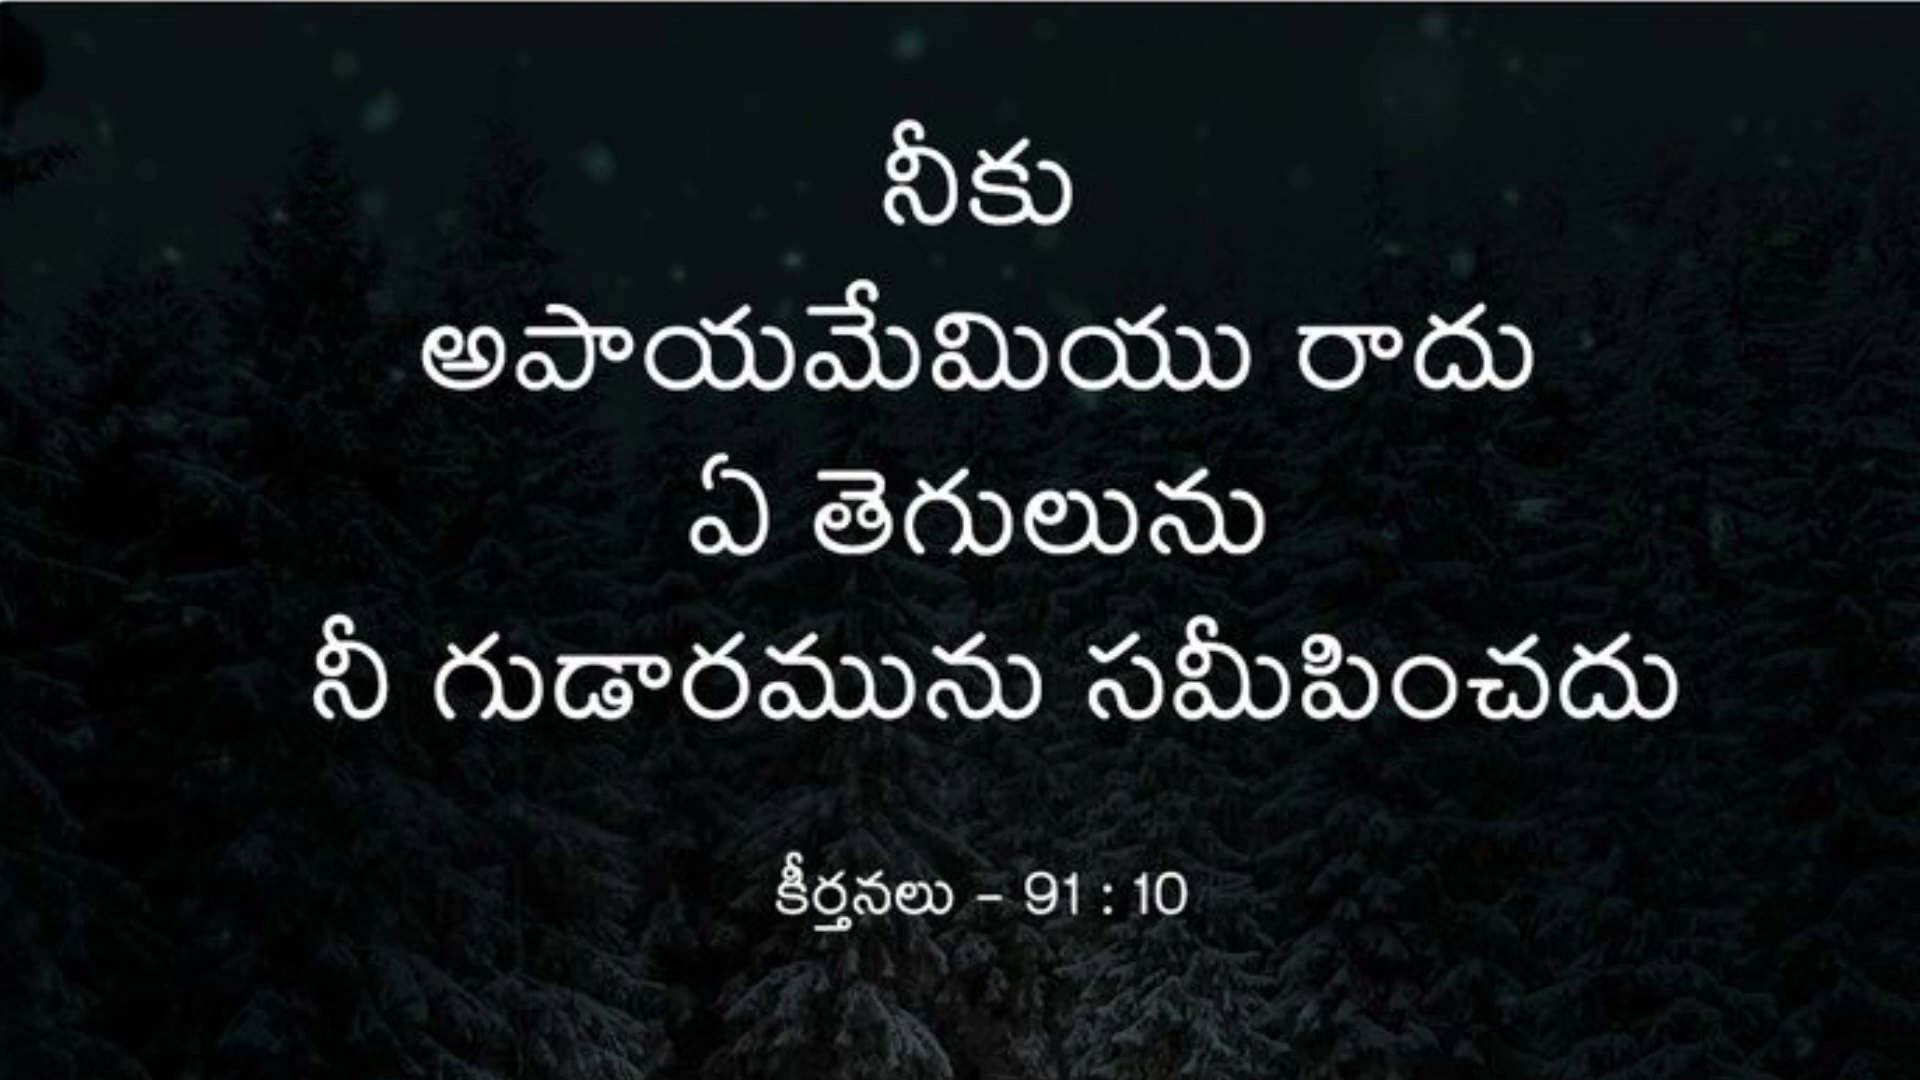 నీకు
అపాయమేమియు రాదు
ఏ తెగులును
నీ గుడారమును సమీపించదు
కీర్తనలు - 91 : 10